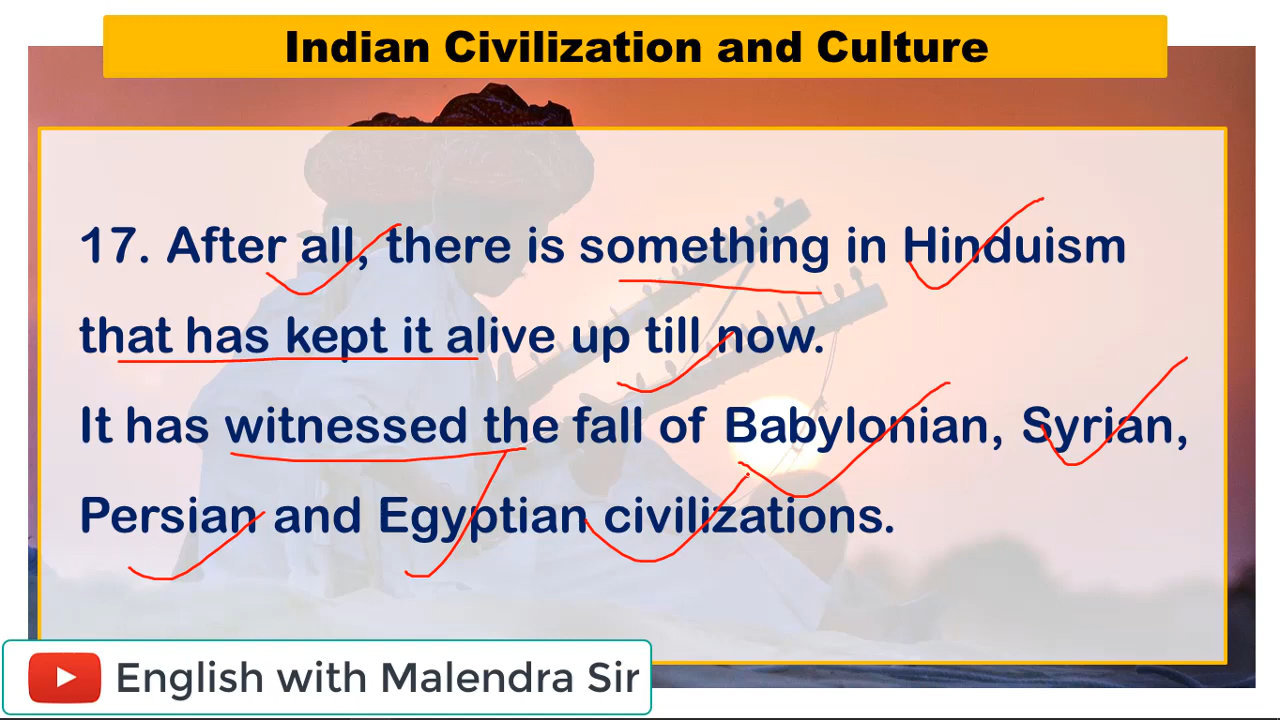 Indian Civilization and Culture
17. After all, there is something in Hinduism
that has kept it alive up till now.
It has witnessed the fall of Babylonian, Syrian,
Persian and Egyptian civilizations.
English with Malendra Sir